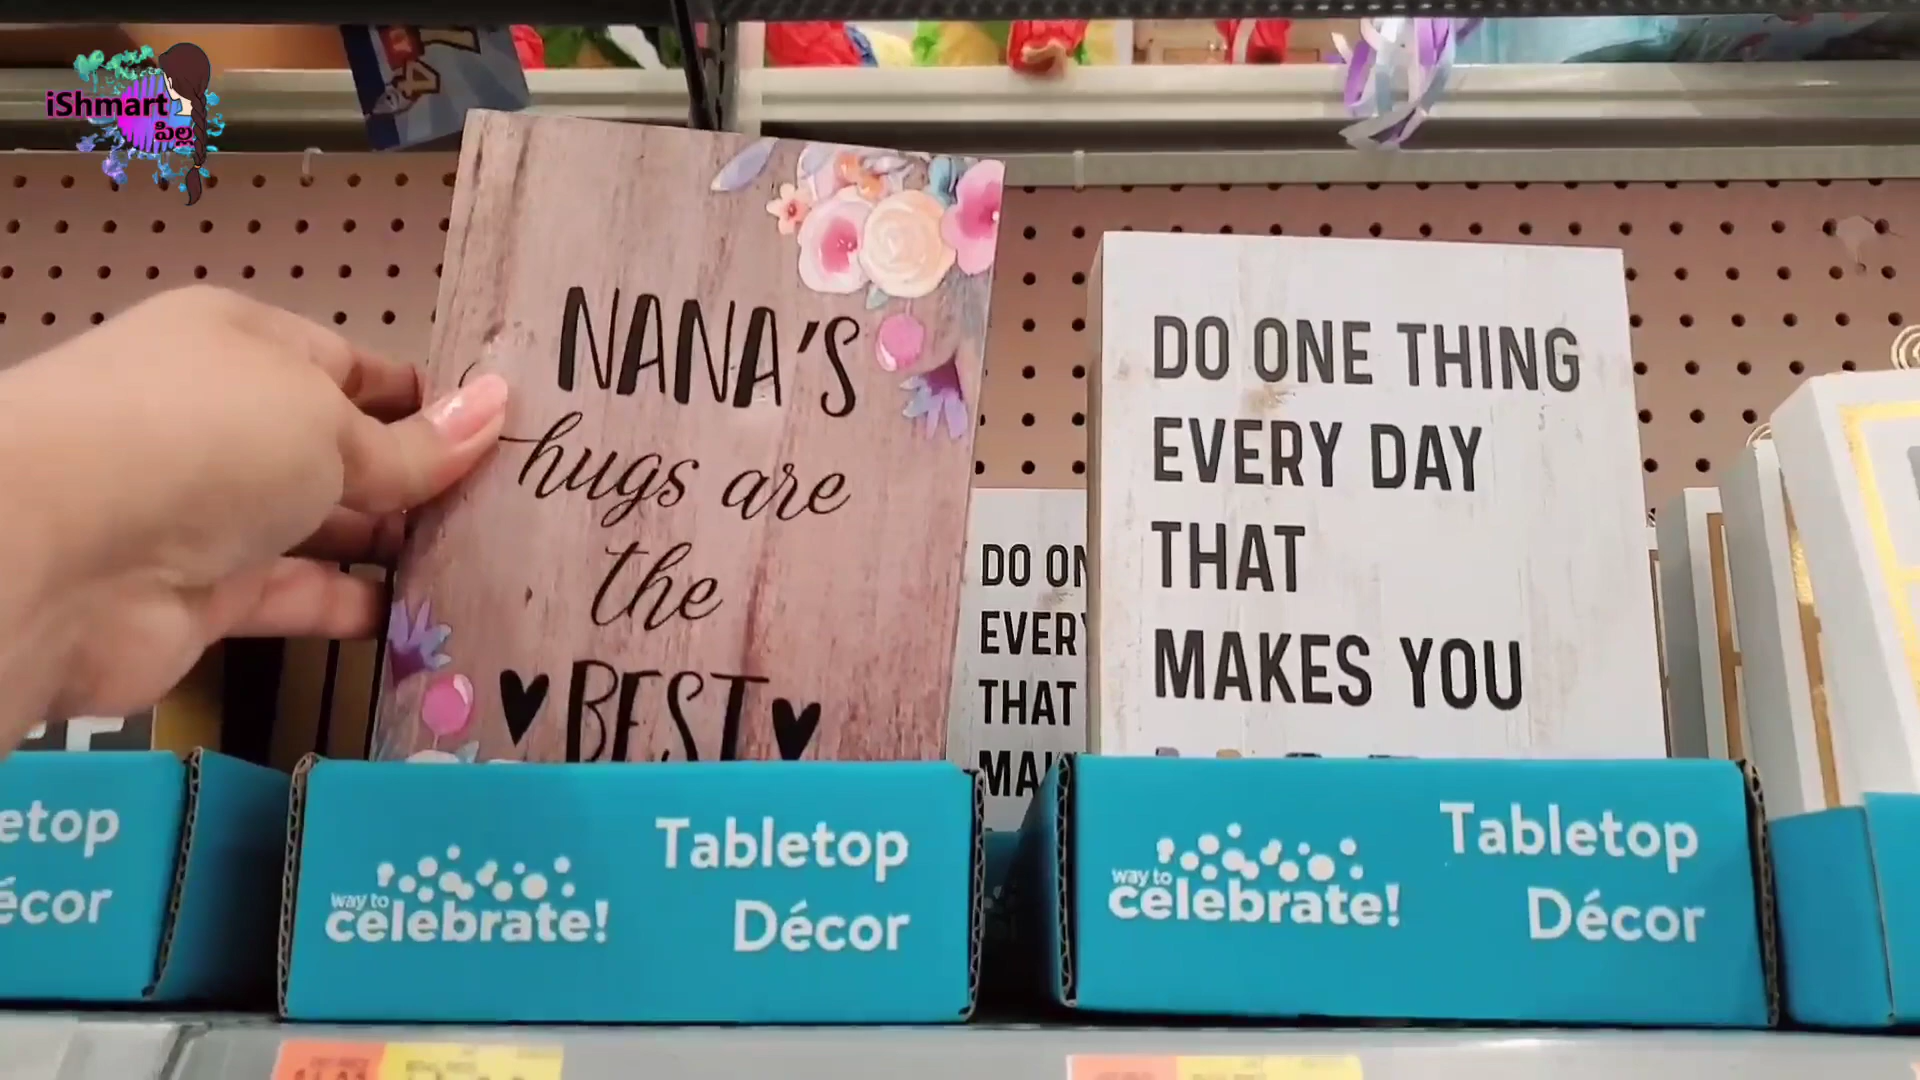 iShmart
పిల్ల
NANA'S
hugs are
the
BEST
DO ONE THING
EVERY DAY
THAT
MAKES YOU
DO ON
EVERY
THAT
MAK
etop
écor
way to
celebrate!
Tabletop
Décor
way to
celebrate!
Tabletop
Décor